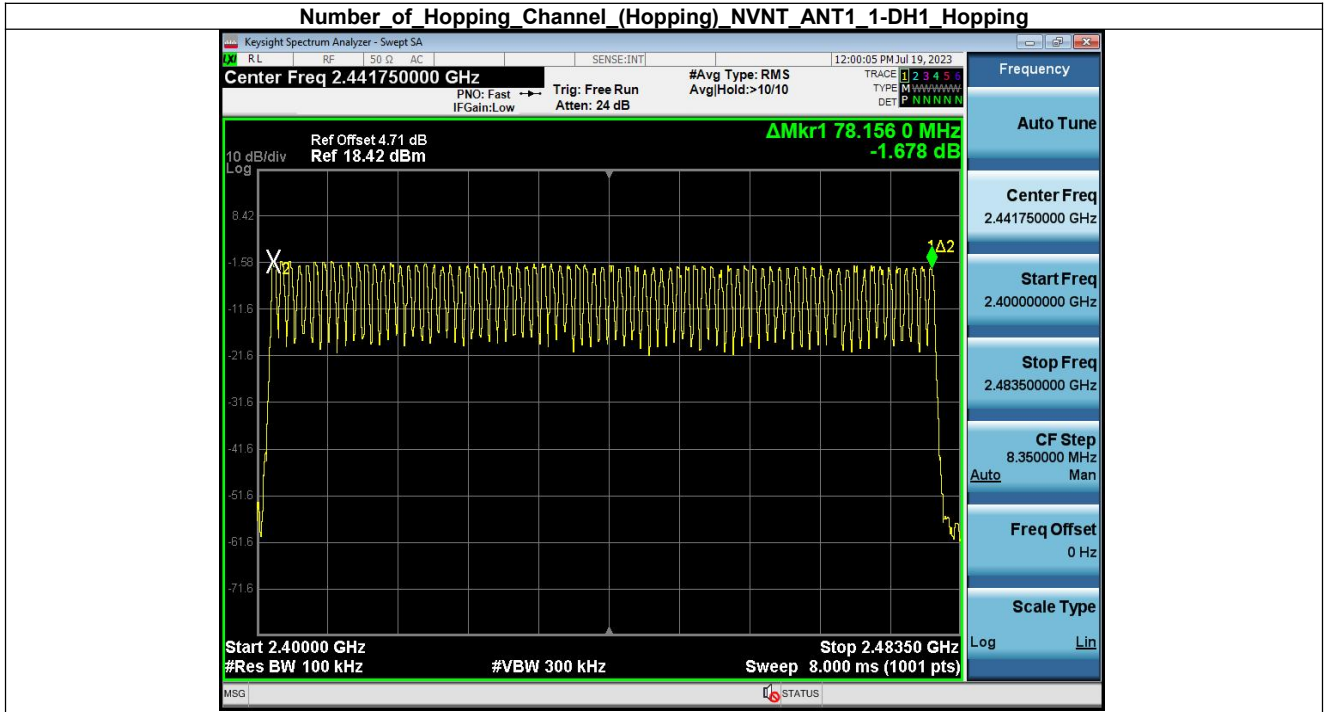 Number_of_Hopping_Channel_(Hopping)_NVNT_ANT1_1-DH1_Hopping
Keysight Spectrum Analyzer - Swept SA
LXI RL RF 50 Ω AC SENSE:INT 12:00:05 PM Jul 19, 2023
Center Freq 2.441750000 GHz
PNO: Fast
IFGain:Low
Trig: Free Run
Atten: 24 dB
#Avg Type: RMS
Avg|Hold:>10/10
TRACE 1 2 3 4 5 6
TYPE M WWWWW
DET P N N N N N
ΔMkr1 78.156 0 MHz
-1.678 dB
Ref Offset 4.71 dB
10 dB/div Ref 18.42 dBm
Log
8.42
-1.58
-11.6
-21.6
-31.6
-41.6
-51.6
-61.6
-71.6
X2
1Δ2
Start 2.40000 GHz Stop 2.48350 GHz
#Res BW 100 kHz #VBW 300 kHz Sweep 8.000 ms (1001 pts)
MSG STATUS
Frequency
Auto Tune
Center Freq
2.441750000 GHz
Start Freq
2.400000000 GHz
Stop Freq
2.483500000 GHz
CF Step
8.350000 MHz
Auto Man
Freq Offset
0 Hz
Scale Type
Log Lin